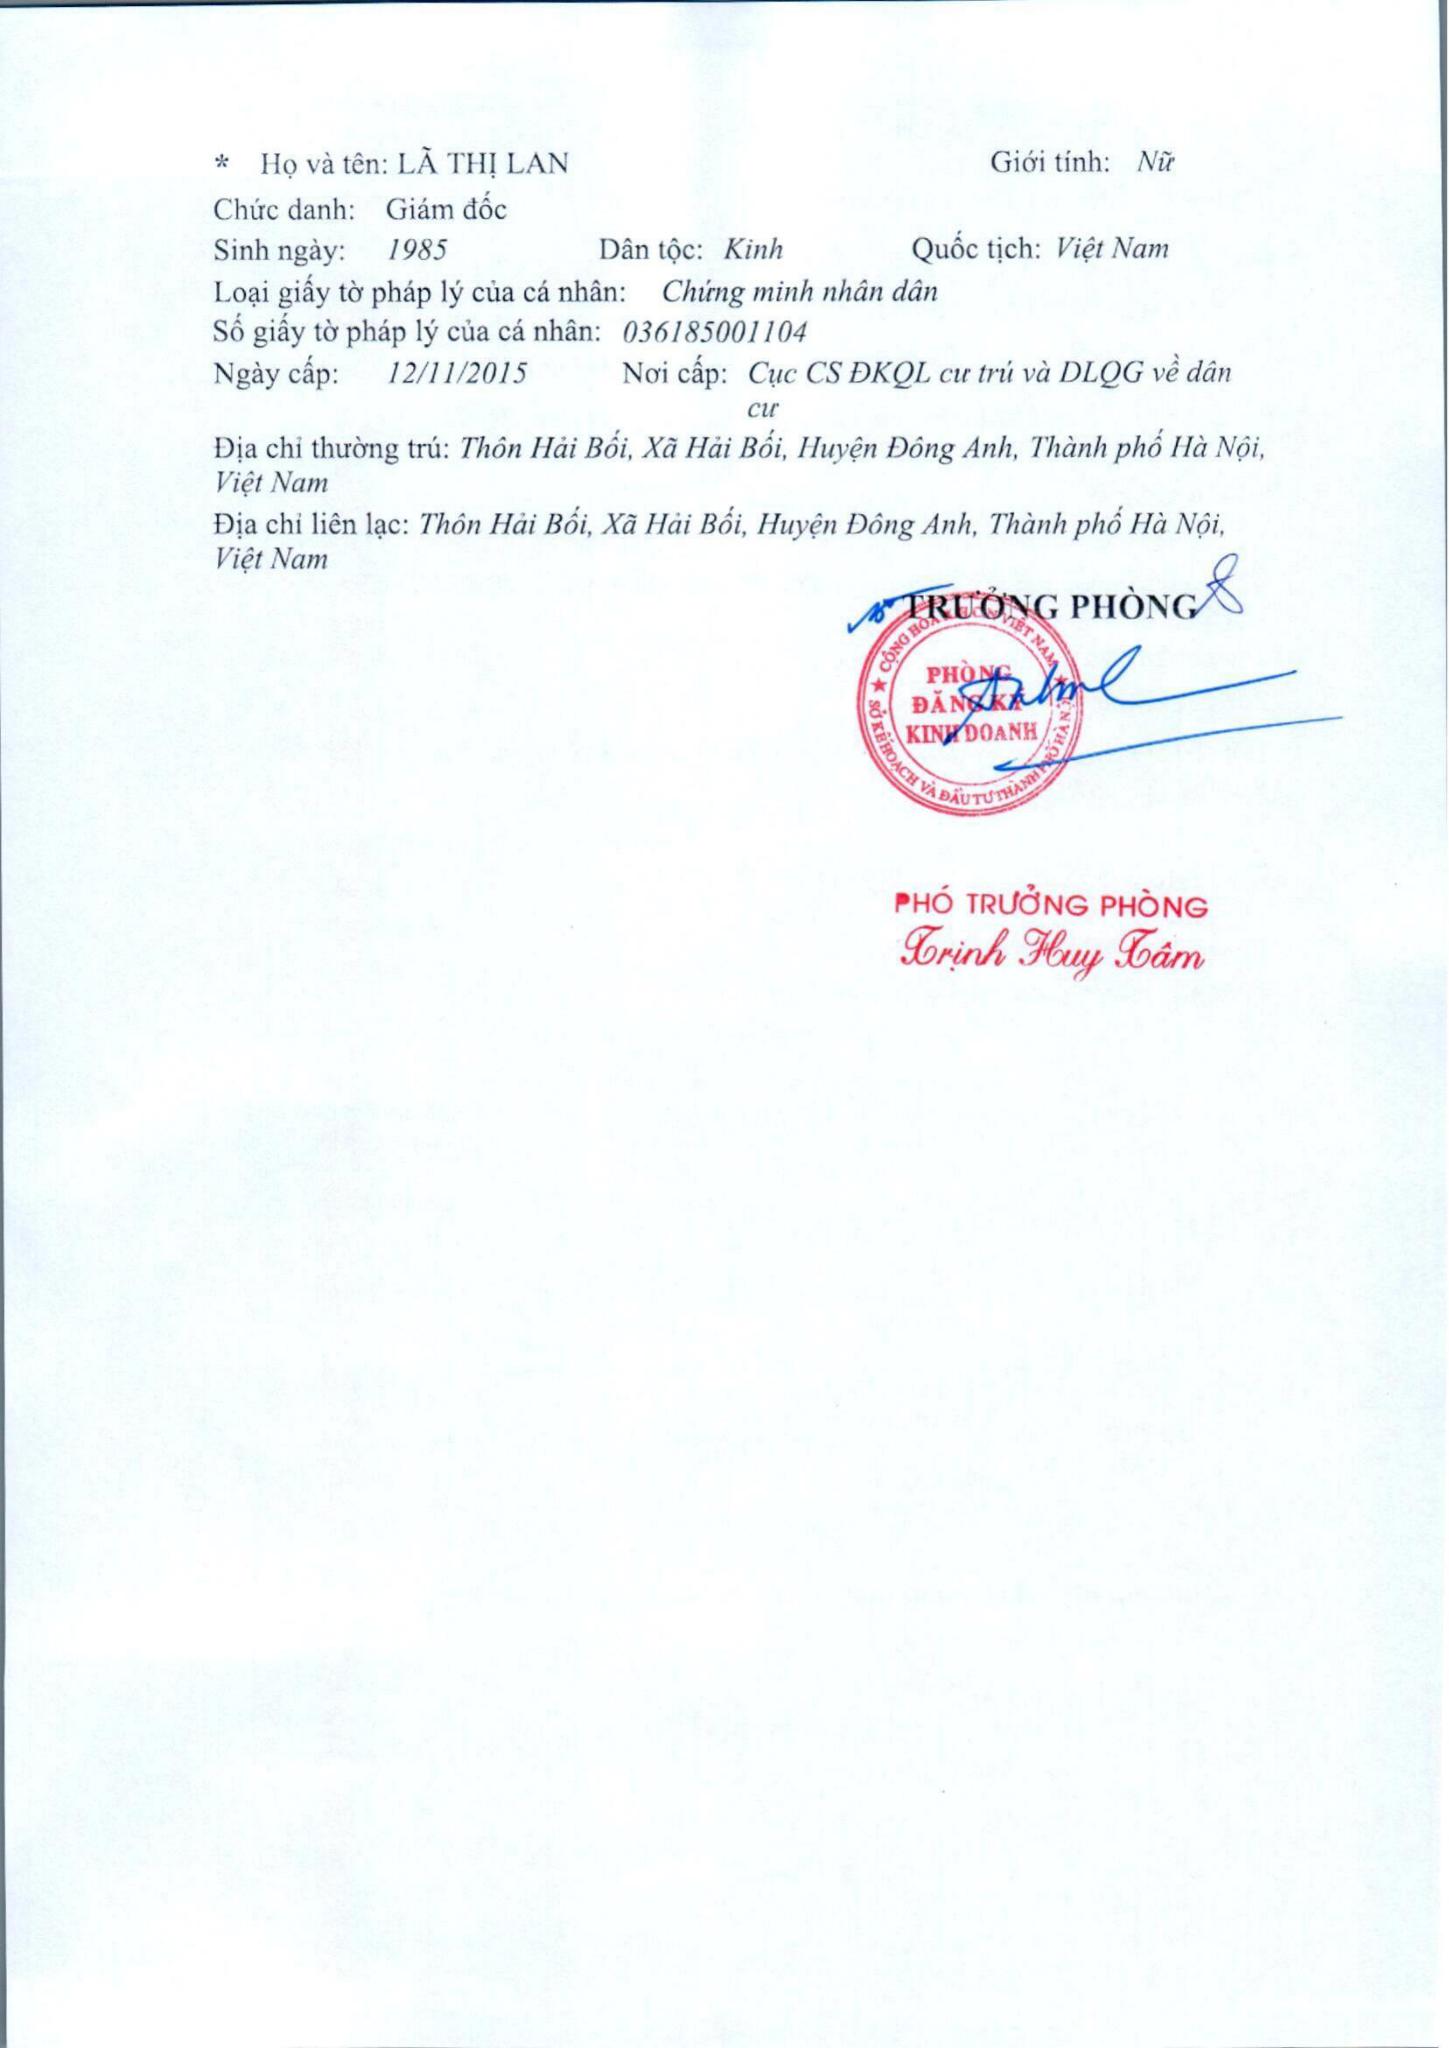 * Họ và tên: LÃ THỊ LAN Giới tính: Nữ
Chức danh: Giám đốc
Sinh ngày: 1985 Dân tộc: Kinh Quốc tịch: Việt Nam
Loại giấy tờ pháp lý của cá nhân: Chứng minh nhân dân
Số giấy tờ pháp lý của cá nhân: 036185001104
Ngày cấp: 12/11/2015 Nơi cấp: Cục CS ĐKQL cư trú và DLQG về dân
cư
Địa chỉ thường trú: Thôn Hải Bối, Xã Hải Bối, Huyện Đông Anh, Thành phố Hà Nội,
Việt Nam
Địa chỉ liên lạc: Thôn Hải Bối, Xã Hải Bối, Huyện Đông Anh, Thành phố Hà Nội,
Việt Nam
TRƯỞNG PHÒNG
CỘNG HÒA X.H.C.N VIỆT NAM
PHÒNG
ĐĂNG KÝ
KINH DOANH
SỞ KẾ HOẠCH VÀ ĐẦU TƯ THÀNH PHỐ HÀ NỘI
PHÓ TRƯỞNG PHÒNG
Trịnh Huy Tâm